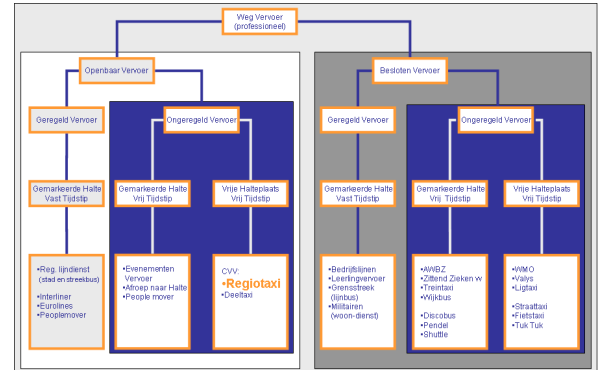 Weg Vervoer
(professioneel)
Openbaar Vervoer
Besloten Vervoer
Geregeld Vervoer
Ongeregeld Vervoer
Geregeld Vervoer
Ongeregeld Vervoer
Gemarkeerde Halte
Vast Tijdstip
Gemarkeerde Halte
Vrij Tijdstip
Vrije Halteplaats
Vrij Tijdstip
Gemarkeerde Halte
Vast Tijdstip
Gemarkeerde Halte
Vrij Tijdstip
Vrije Halteplaats
Vrij Tijdstip
•Reg. lijndienst
(stad en streekbus)
•Interliner
•Eurolines
•Peoplemover
•Evenementen
Vervoer
•Afroep naar Halte
•People mover
CVV:
•Regiotaxi
•Deeltaxi
•Bedrijfslijnen
•Leerlingvervoer
•Grensstreek
(lijnbus)
•Militairen
(woon-dienst)
•AWBZ
•Zittend Zieken v
•Treintaxi
•Wijkbus
•Discobus
•Pendel
•Shuttle
•WMO
•Valys
•Ligtaxi
•Straattaxi
•Fietstaxi
•Tuk Tuk